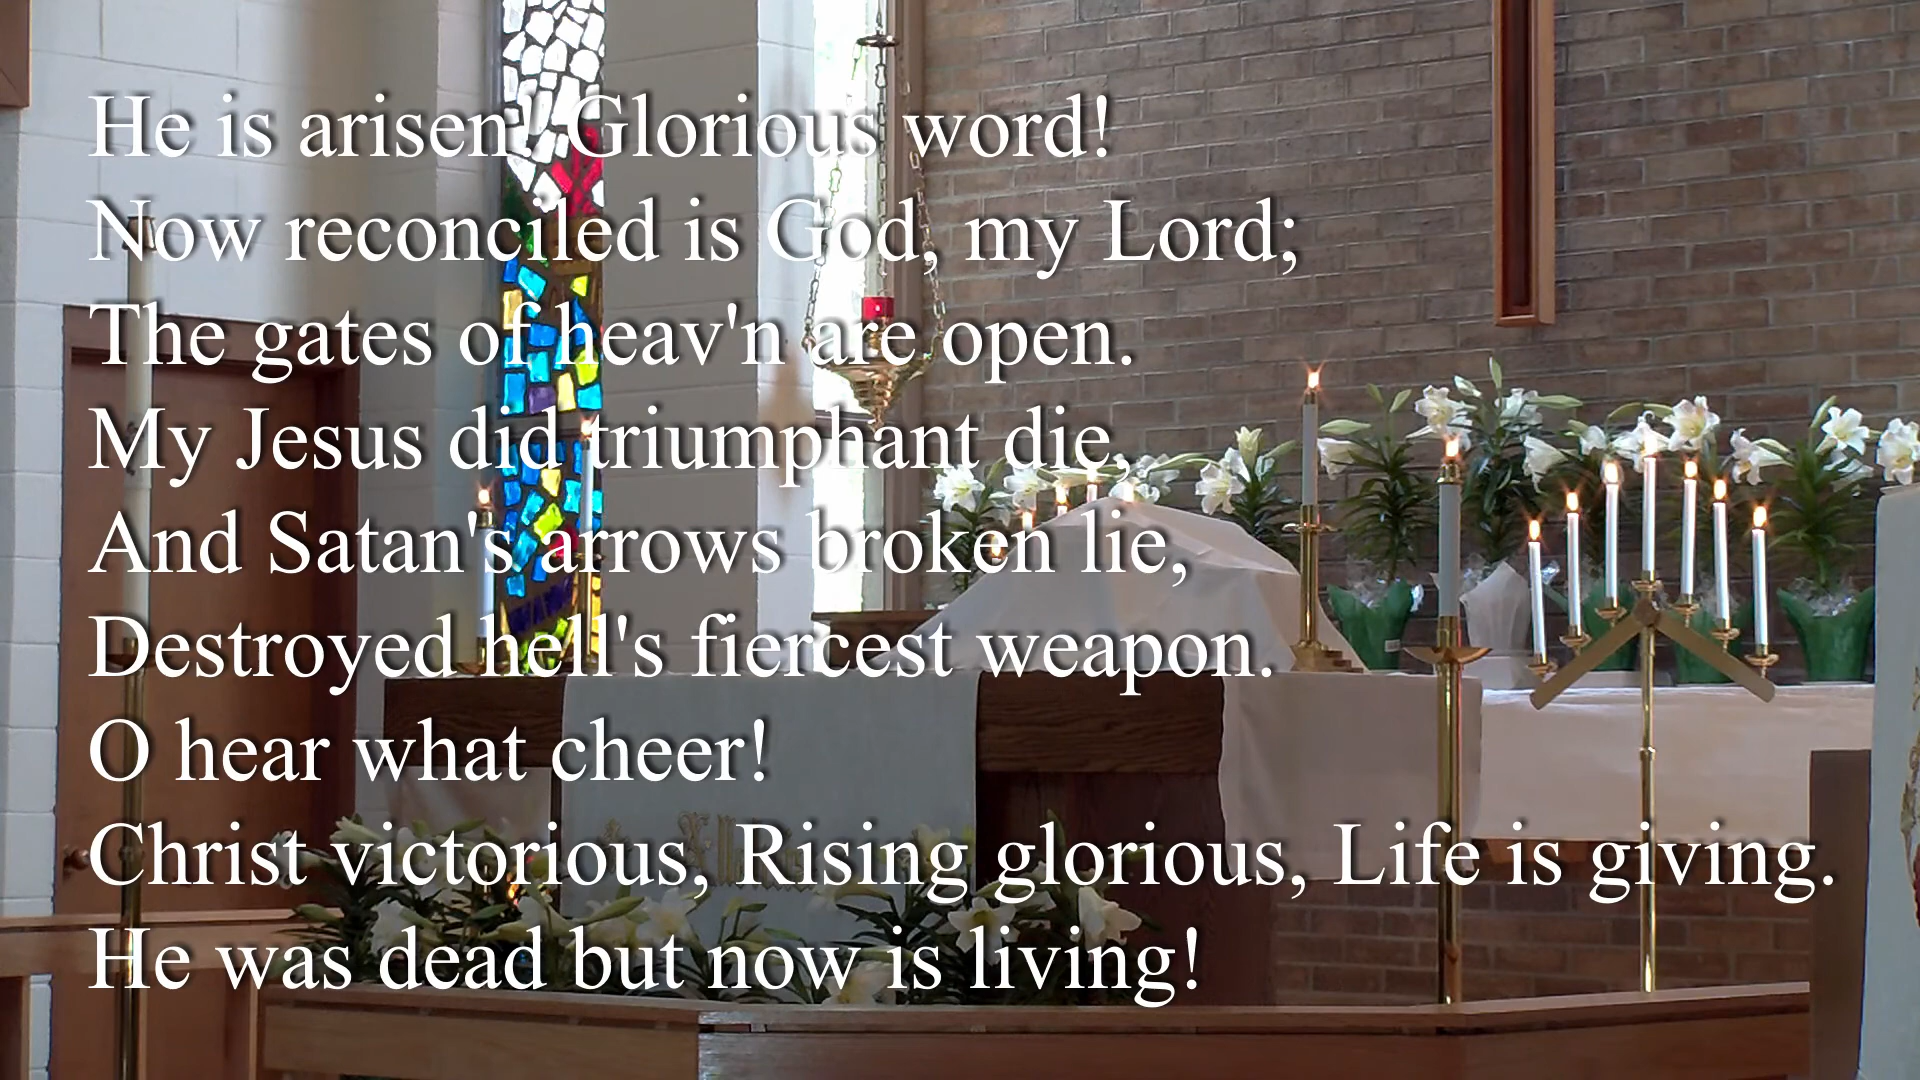 He is arisen! Glorious word!
Now reconciled is God, my Lord;
The gates of heav'n are open.
My Jesus did triumphant die,
And Satan's arrows broken lie,
Destroyed hell's fiercest weapon.
O hear what cheer!
Christ victorious, Rising glorious, Life is giving.
He was dead but now is living!